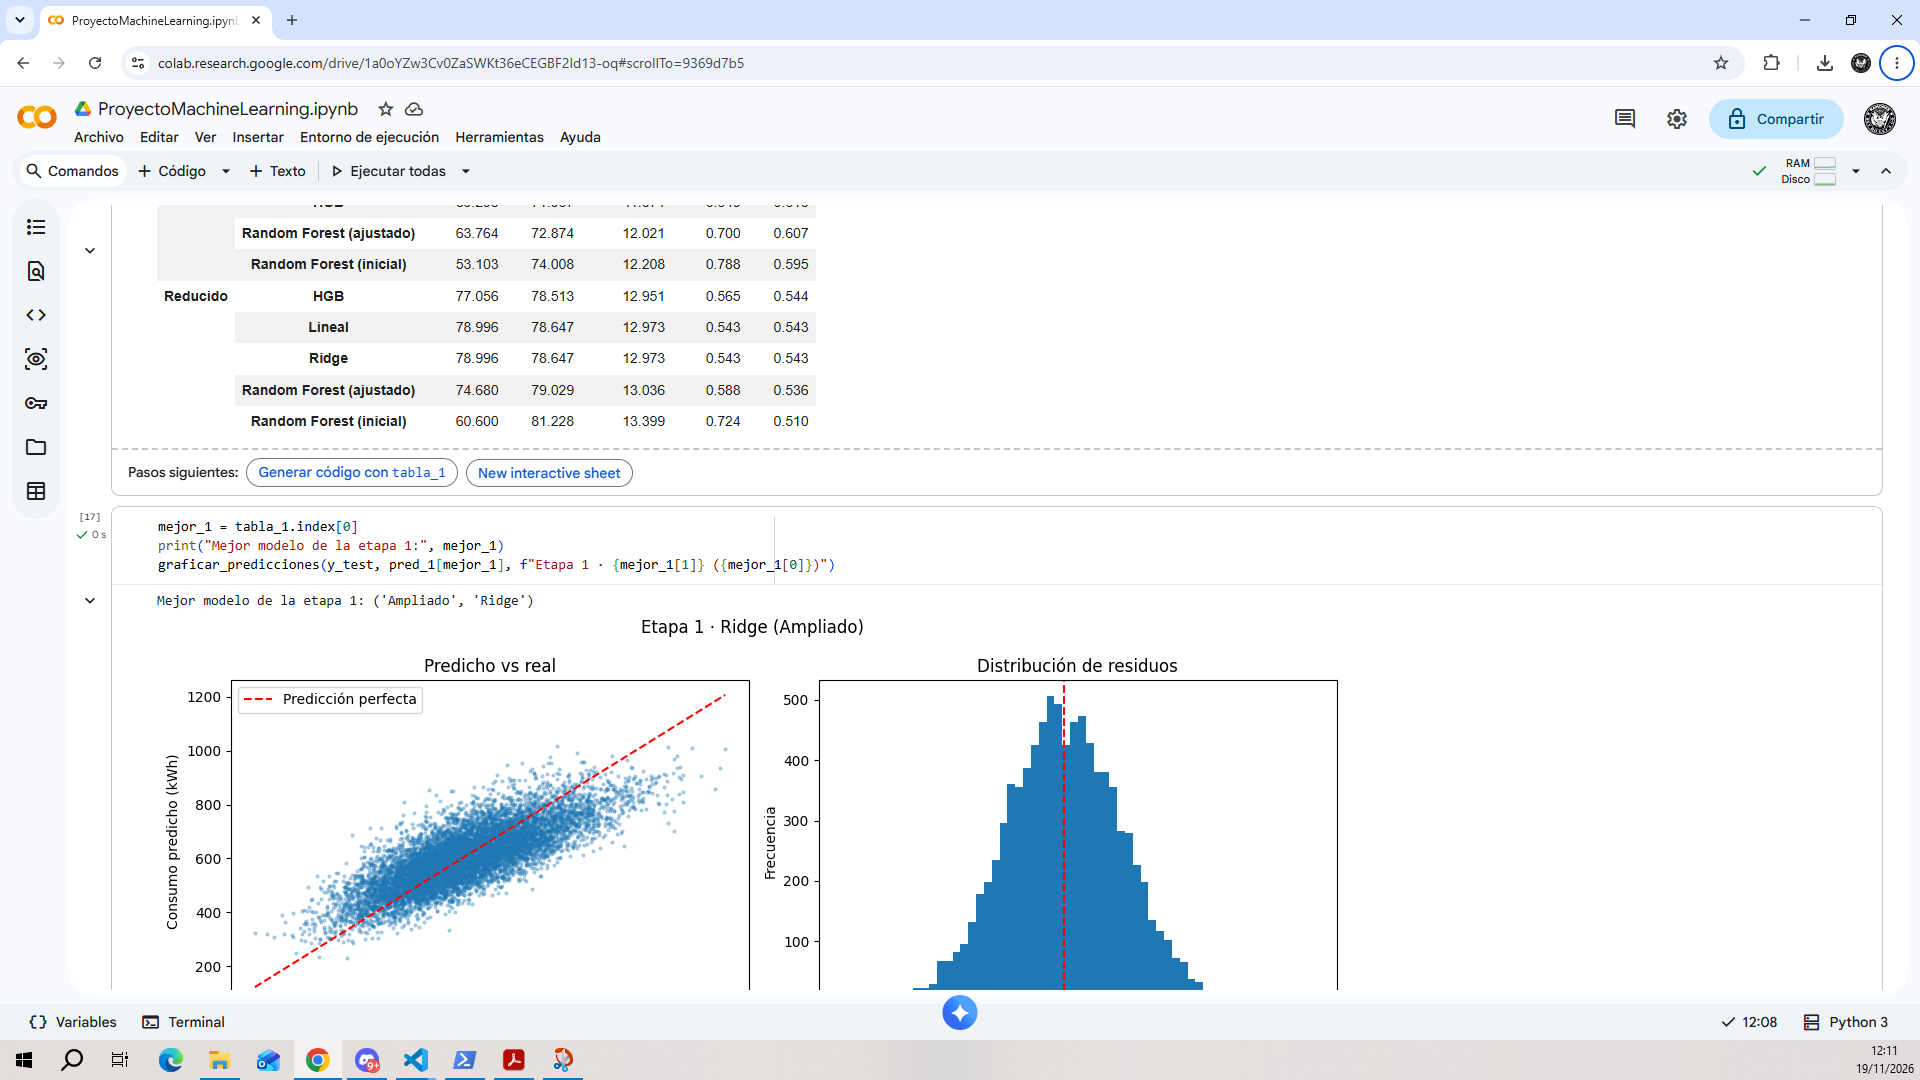 ProyectoMachineLearning.ipynb
colab.research.google.com/drive/1a0oYZw3Cv0ZaSWKt36eCEGBF2Id13-oq#scrollTo=9369d7b5
ProyectoMachineLearning.ipynb
Archivo Editar Ver Insertar Entorno de ejecución Herramientas Ayuda
Compartir
Comandos + Código + Texto Ejecutar todas
RAM
Disco
Random Forest (ajustado) 63.764 72.874 12.021 0.700 0.607
Random Forest (inicial) 53.103 74.008 12.208 0.788 0.595
Reducido HGB 77.056 78.513 12.951 0.565 0.544
Lineal 78.996 78.647 12.973 0.543 0.543
Ridge 78.996 78.647 12.973 0.543 0.543
Random Forest (ajustado) 74.680 79.029 13.036 0.588 0.536
Random Forest (inicial) 60.600 81.228 13.399 0.724 0.510
Pasos siguientes: Generar código con tabla_1 New interactive sheet
[17]
0 s
mejor_1 = tabla_1.index[0]
print("Mejor modelo de la etapa 1:", mejor_1)
graficar_predicciones(y_test, pred_1[mejor_1], f"Etapa 1 · {mejor_1[1]} ({mejor_1[0]})")
Mejor modelo de la etapa 1: ('Ampliado', 'Ridge')
Etapa 1 · Ridge (Ampliado)
Predicho vs real
Predicción perfecta
Consumo predicho (kWh)
1200
1000
800
600
400
200
Distribución de residuos
Frecuencia
500
400
300
200
100
Variables Terminal
12:08 Python 3
9+
12:11
19/11/2026